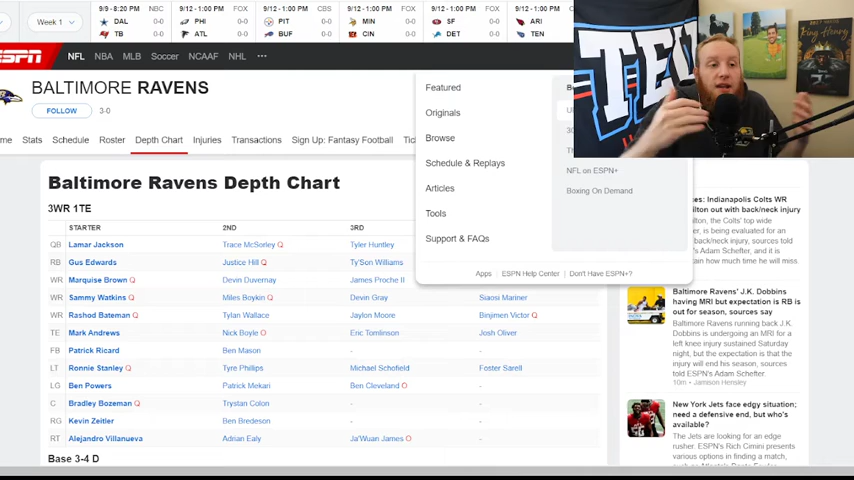 Week 1
9/9 - 8:20 PM NBC
DAL 0-0
TB 0-0
9/12 - 1:00 PM FOX
PHI 0-0
ATL 0-0
9/12 - 1:00 PM CBS
PIT 0-0
BUF 0-0
9/12 - 1:00 PM FOX
MIN 0-0
CIN 0-0
9/12 - 1:00 PM FOX
SF 0-0
DET 0-0
9/12 - 1:00 PM
ARI
TEN
ESPN NFL NBA MLB Soccer NCAAF NHL •••
BALTIMORE RAVENS
FOLLOW 3-0
me Stats Schedule Roster Depth Chart Injuries Transactions Sign Up: Fantasy Football Tic
Featured
Originals
Browse
Schedule & Replays
Articles
Tools
Support & FAQs
NFL on ESPN+
Boxing On Demand
Apps | ESPN Help Center | Don't Have ESPN+?
Baltimore Ravens Depth Chart
3WR 1TE
STARTER 2ND 3RD
QB Lamar Jackson Trace McSorley Q Tyler Huntley
RB Gus Edwards Justice Hill Q Ty'Son Williams
WR Marquise Brown Q Devin Duvernay James Proche II
WR Sammy Watkins Q Miles Boykin Q Devin Gray Siaosi Mariner
WR Rashod Bateman Q Tylan Wallace Jaylon Moore Binjmen Victor Q
TE Mark Andrews Nick Boyle O Eric Tomlinson Josh Oliver
FB Patrick Ricard Ben Mason - -
LT Ronnie Stanley Q Tyre Phillips Michael Schofield Foster Sarell
LG Ben Powers Patrick Mekari Ben Cleveland O -
C Bradley Bozeman Q Trystan Colon - -
RG Kevin Zeitler Ben Bredeson - -
RT Alejandro Villanueva Adrian Ealy Ja'Wuan James O -
Base 3-4 D
es: Indianapolis Colts WR
ilton out with back/neck injury
ilton, the Colts' top wide
r, is being evaluated for an
back/neck injury, sources told
s Adam Schefter, and it is
tain how much time he will miss.
Baltimore Ravens' J.K. Dobbins
having MRI but expectation is RB is
out for season, sources say
Baltimore Ravens running back J.K.
Dobbins is undergoing an MRI for a
left knee injury sustained Saturday
night, but the expectation is that the
injury will end his season, sources
told ESPN's Adam Schefter.
10m • Jamison Hensley
New York Jets face edgy situation;
need a defensive end, but who's
available?
The Jets are looking for an edge
rusher. ESPN's Rich Cimini presents
various options in finding a match,
King Henry